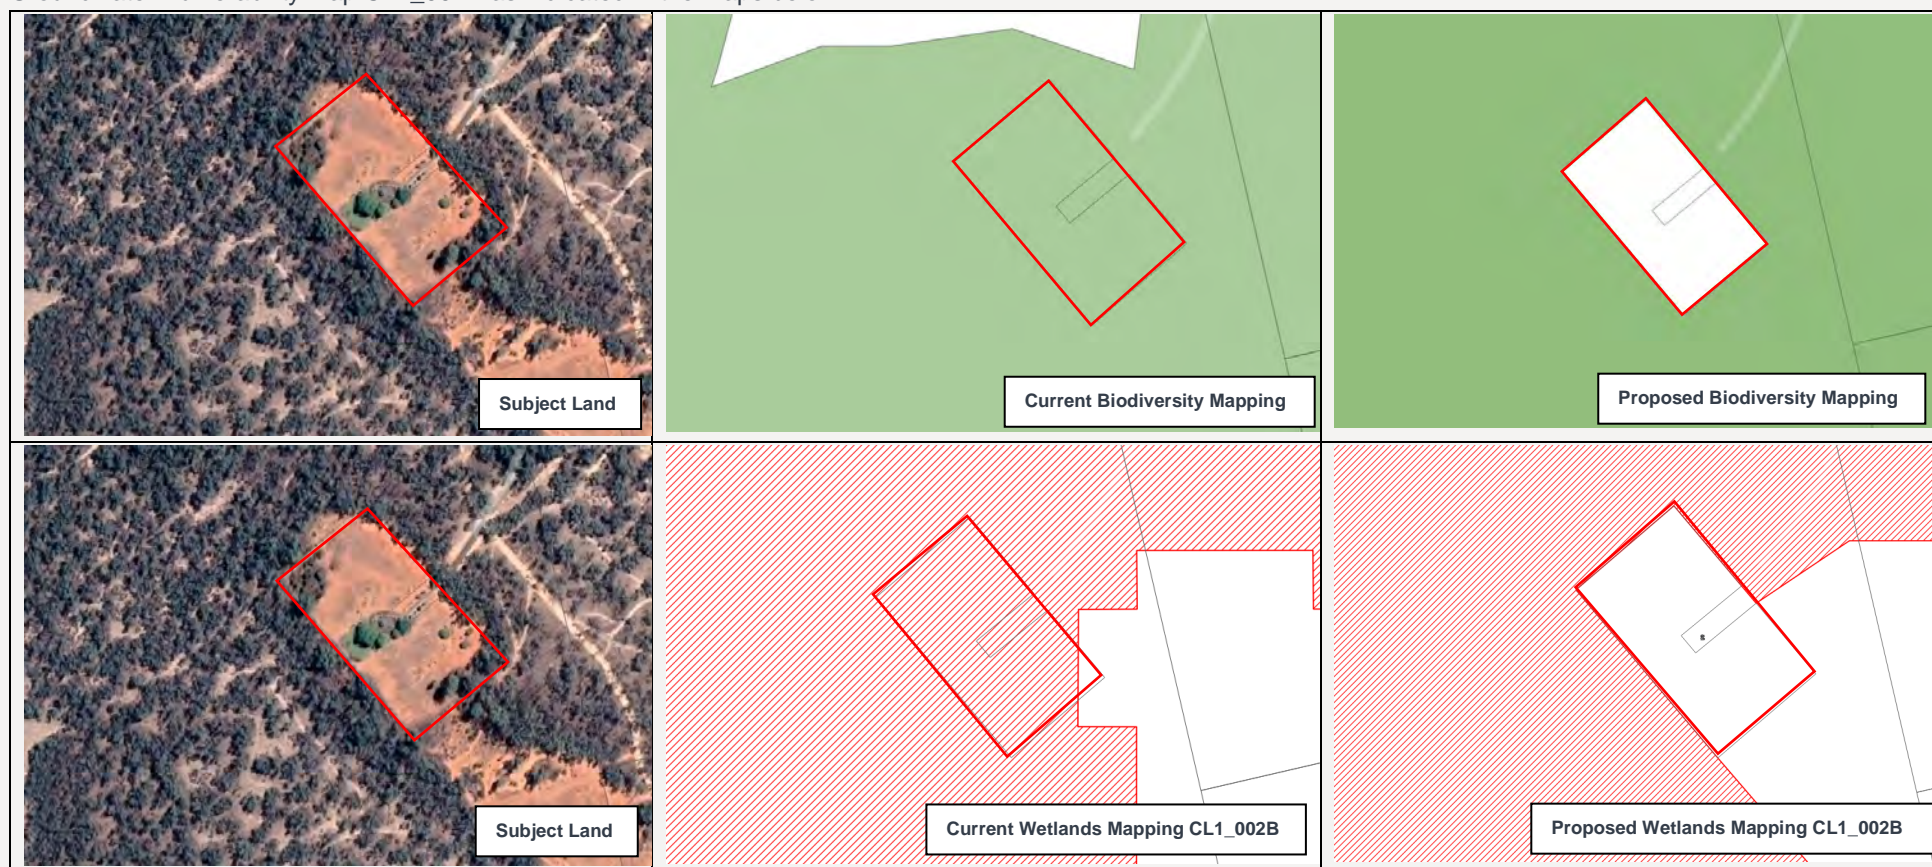 Subject Land
Current Biodiversity Mapping
Proposed Biodiversity Mapping
Subject Land
Current Wetlands Mapping CL1_002B
Proposed Wetlands Mapping CL1_002B